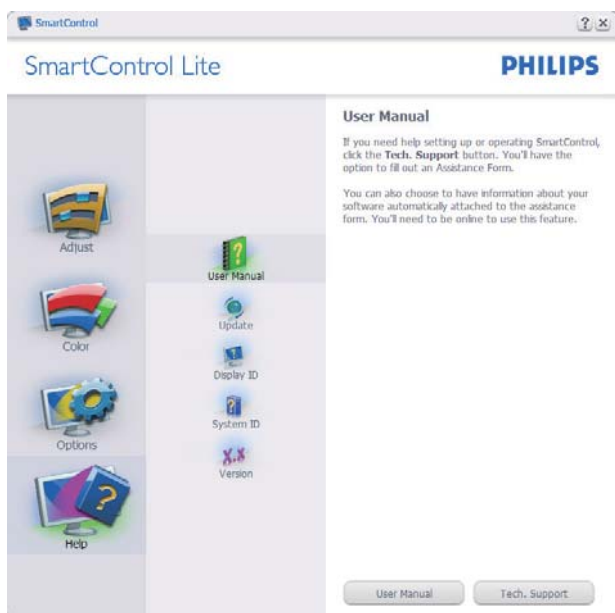 SmartControl
? x
SmartControl Lite
PHILIPS
Adjust
Color
Options
Help
User Manual
Update
Display ID
System ID
X.X
Version
User Manual
If you need help setting up or operating SmartControl,
click the Tech. Support button. You'll have the
option to fill out an Assistance Form.
You can also choose to have information about your
software automatically attached to the assistance
form. You'll need to be online to use this feature.
User Manual
Tech. Support